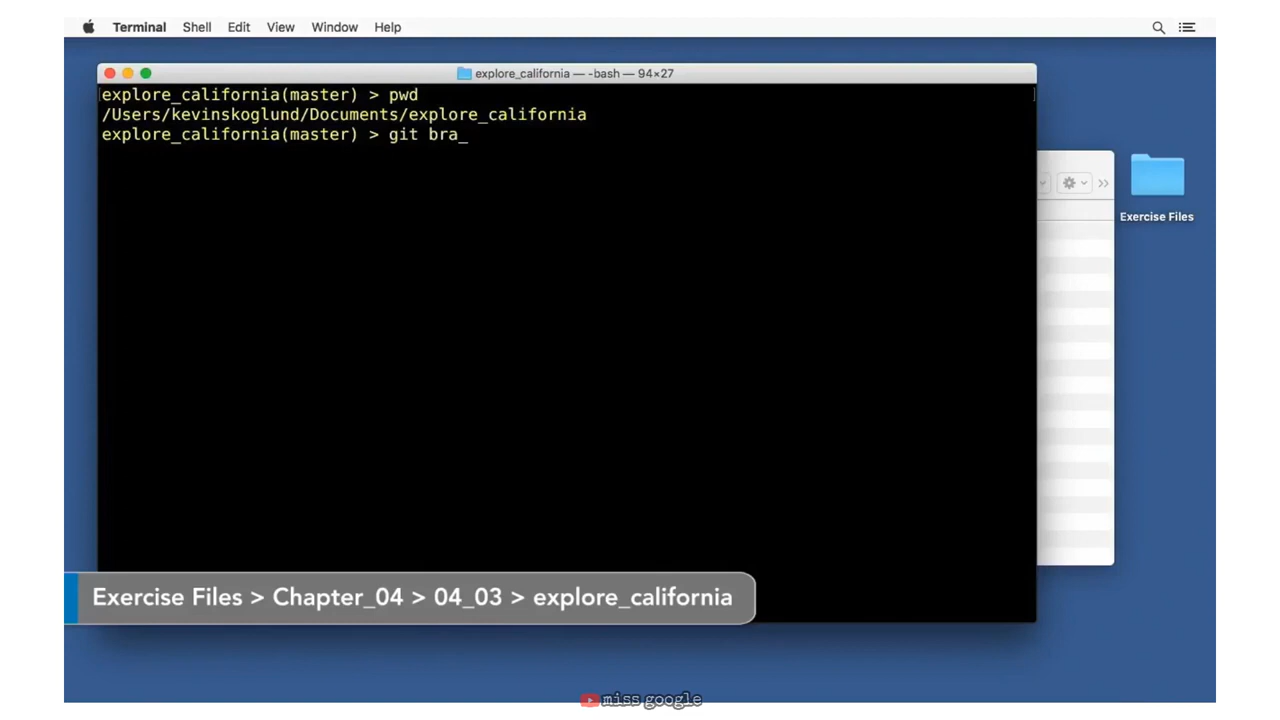 Terminal Shell Edit View Window Help
explore_california — -bash — 94×27
explore_california(master) > pwd
/Users/kevinskoglund/Documents/explore_california
explore_california(master) > git bra_
Exercise Files
Exercise Files > Chapter_04 > 04_03 > explore_california
miss google